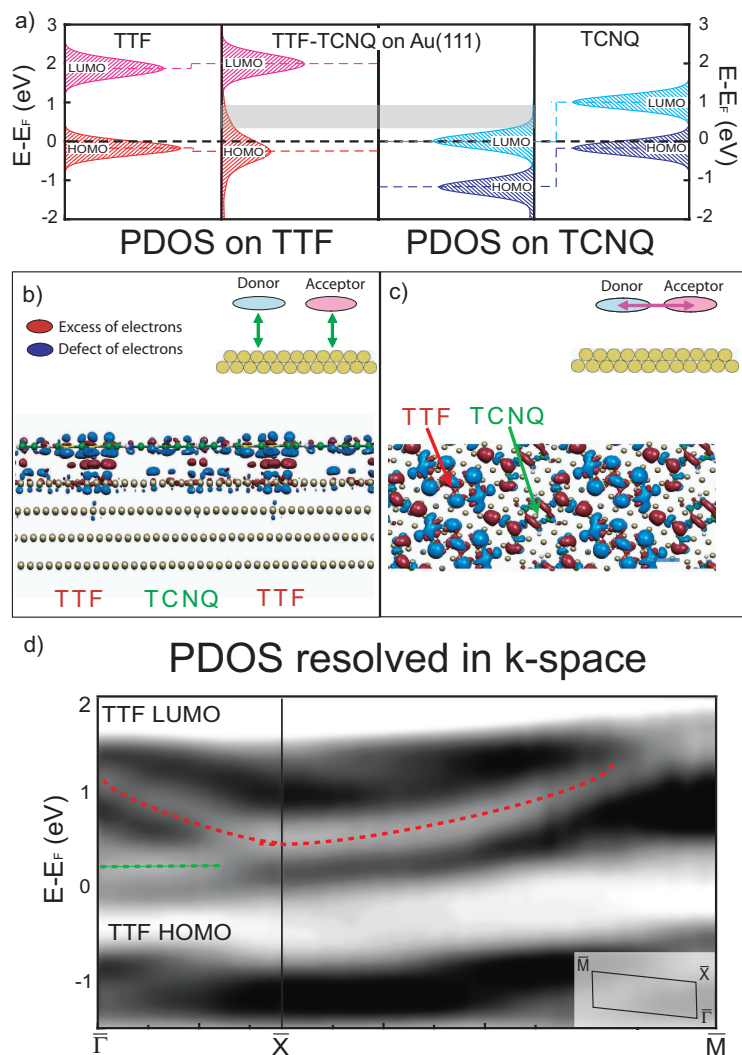 a)
TTF
TTF-TCNQ on Au(111)
TCNQ
3
2
1
0
-1
-2
E-E_F (eV)
LUMO
HOMO
LUMO
HOMO
LUMO
HOMO
LUMO
HOMO
3
2
1
0
-1
-2
E-E_F (eV)
PDOS on TTF
PDOS on TCNQ
b)
Donor
Acceptor
Excess of electrons
Defect of electrons
TTF
TCNQ
TTF
c)
Donor
Acceptor
TTF
TCNQ
d)
PDOS resolved in k-space
2
1
0
-1
E-E_F (eV)
TTF LUMO
TTF HOMO
M̅
X̅
Γ̅
Γ̅
X̅
M̅